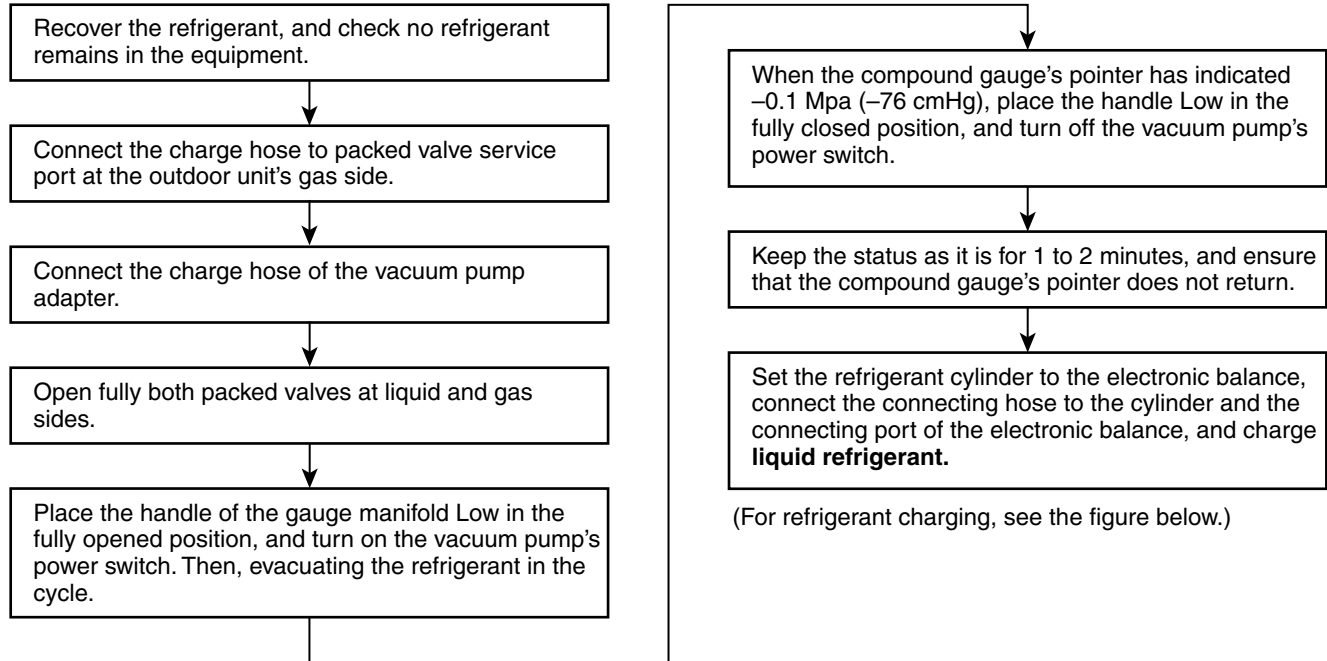 Recover the refrigerant, and check no refrigerant
remains in the equipment.
Connect the charge hose to packed valve service
port at the outdoor unit's gas side.
Connect the charge hose of the vacuum pump
adapter.
Open fully both packed valves at liquid and gas
sides.
Place the handle of the gauge manifold Low in the
fully opened position, and turn on the vacuum pump's
power switch. Then, evacuating the refrigerant in the
cycle.
When the compound gauge's pointer has indicated
–0.1 Mpa (–76 cmHg), place the handle Low in the
fully closed position, and turn off the vacuum pump's
power switch.
Keep the status as it is for 1 to 2 minutes, and ensure
that the compound gauge's pointer does not return.
Set the refrigerant cylinder to the electronic balance,
connect the connecting hose to the cylinder and the
connecting port of the electronic balance, and charge
liquid refrigerant.
(For refrigerant charging, see the figure below.)